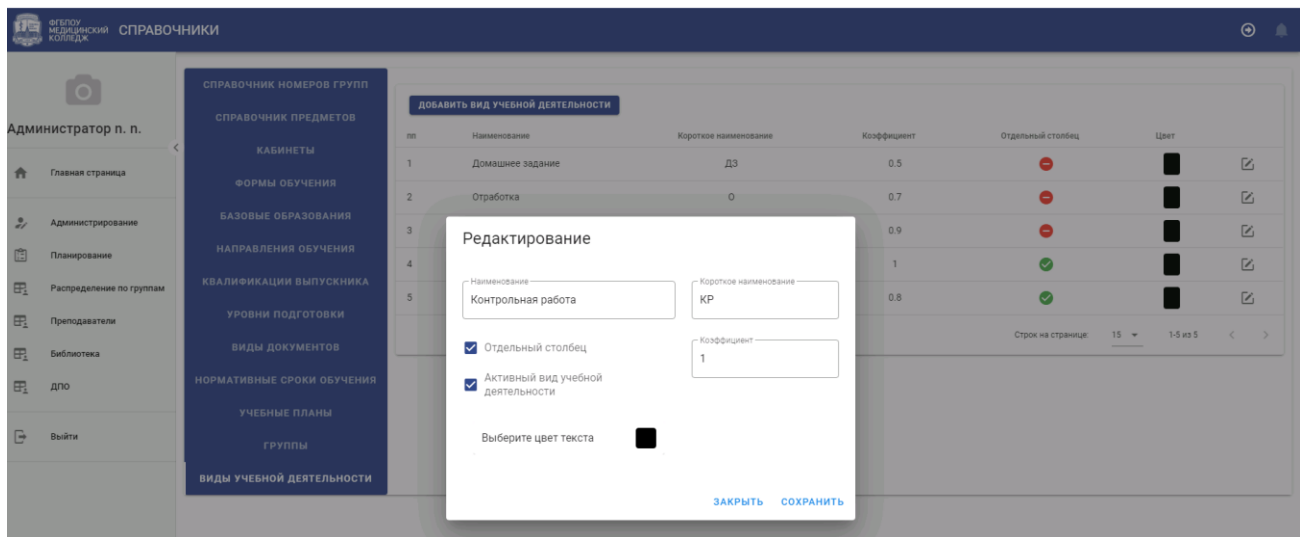 ФГБПОУ
МЕДИЦИНСКИЙ
КОЛЛЕДЖ
СПРАВОЧНИКИ
Администратор п. п.
Главная страница
Администрирование
Планирование
Распределение по группам
Преподаватели
Библиотека
ДПО
Выйти
СПРАВОЧНИК НОМЕРОВ ГРУПП
СПРАВОЧНИК ПРЕДМЕТОВ
КАБИНЕТЫ
ФОРМЫ ОБУЧЕНИЯ
БАЗОВЫЕ ОБРАЗОВАНИЯ
НАПРАВЛЕНИЯ ОБУЧЕНИЯ
КВАЛИФИКАЦИИ ВЫПУСКНИКА
УРОВНИ ПОДГОТОВКИ
ВИДЫ ДОКУМЕНТОВ
НОРМАТИВНЫЕ СРОКИ ОБУЧЕНИЯ
УЧЕБНЫЕ ПЛАНЫ
ГРУППЫ
ВИДЫ УЧЕБНОЙ ДЕЯТЕЛЬНОСТИ
ДОБАВИТЬ ВИД УЧЕБНОЙ ДЕЯТЕЛЬНОСТИ
пп Наименование Короткое наименование Коэффициент Отдельный столбец Цвет
1 Домашнее задание ДЗ 0.5
2 Отработка О 0.7
3 0.9
4 1
5 0.8
Строк на странице: 15 1-5 из 5
Редактирование
Наименование Короткое наименование
Контрольная работа КР
Отдельный столбец
Коэффициент
1
Активный вид учебной
деятельности
Выберите цвет текста
ЗАКРЫТЬ СОХРАНИТЬ